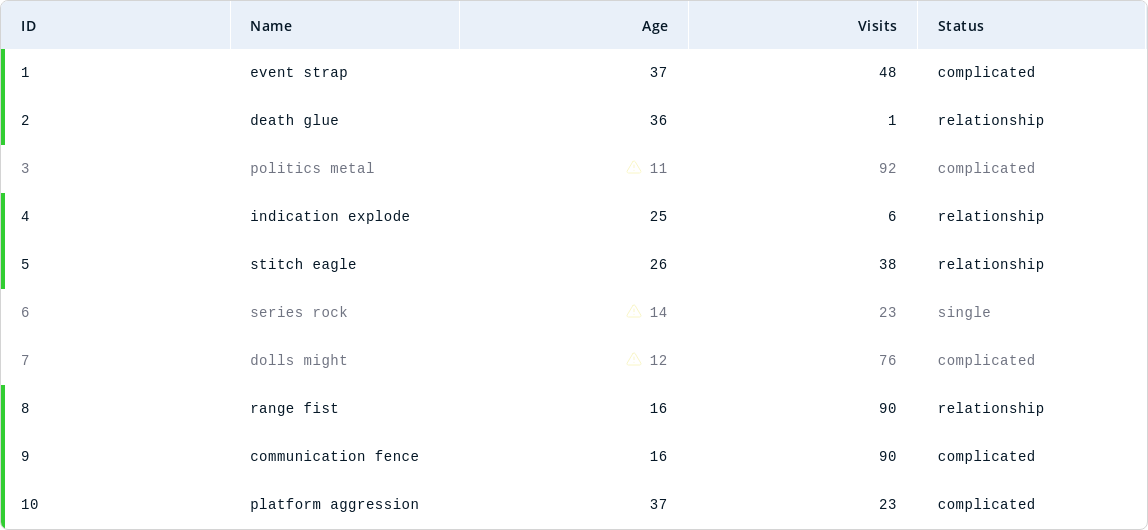 ID Name Age Visits Status
1 event strap 37 48 complicated
2 death glue 36 1 relationship
3 politics metal 11 92 complicated
4 indication explode 25 6 relationship
5 stitch eagle 26 38 relationship
6 series rock 14 23 single
7 dolls might 12 76 complicated
8 range fist 16 90 relationship
9 communication fence 16 90 complicated
10 platform aggression 37 23 complicated